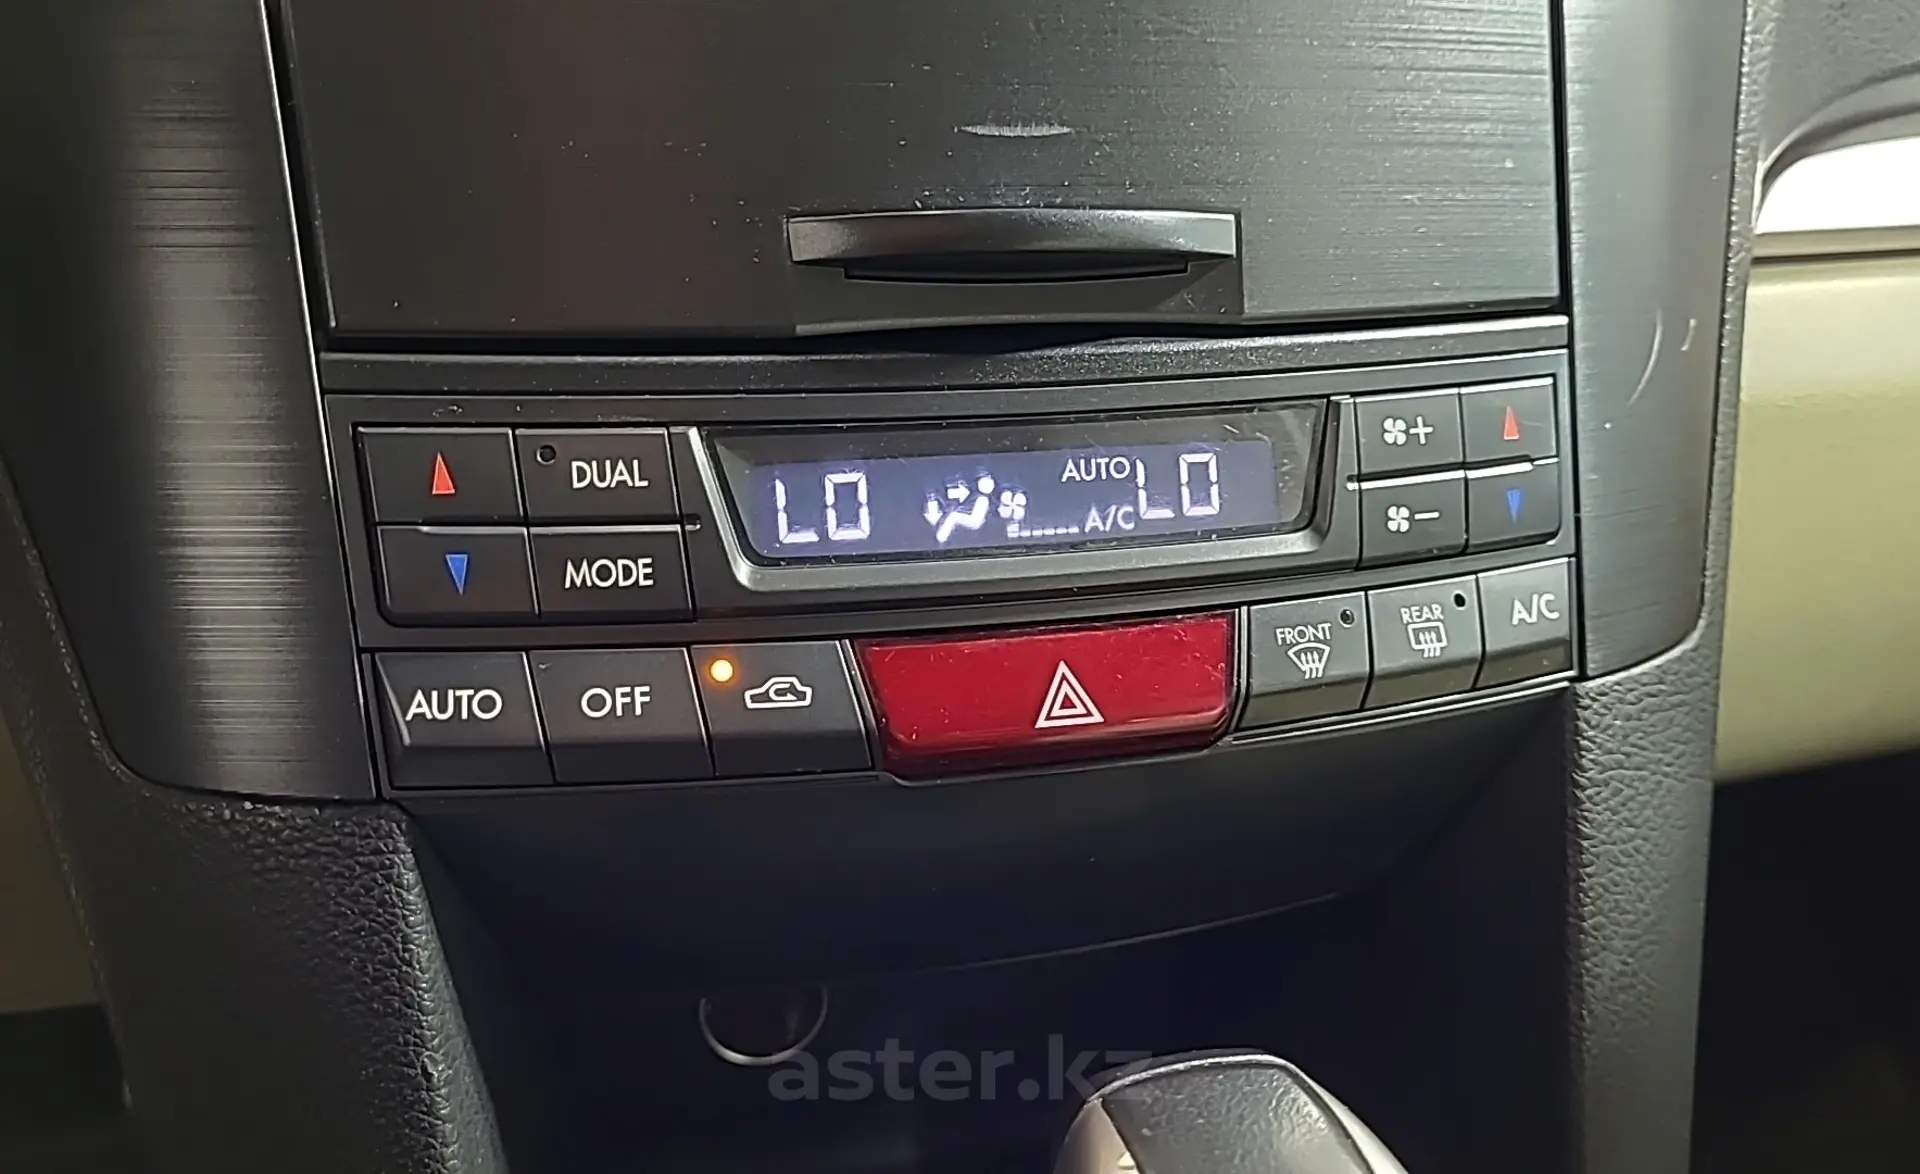 DUAL
MODE
LO AUTO LO
A/C
+
−
AUTO
OFF
FRONT
REAR
A/C
aster.kz